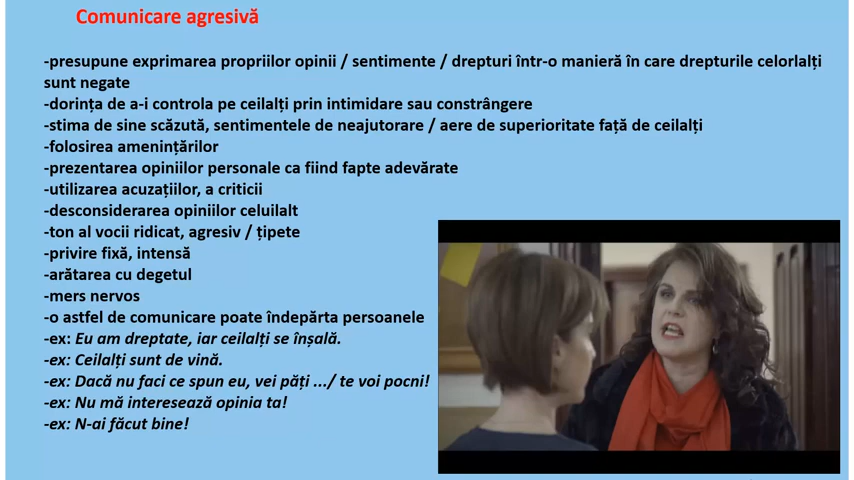 Comunicare agresivă
-presupune exprimarea propriilor opinii / sentimente / drepturi într-o manieră în care drepturile celorlalți
sunt negate
-dorința de a-i controla pe ceilalți prin intimidare sau constrângere
-stima de sine scăzută, sentimentele de neajutorare / aere de superioritate față de ceilalți
-folosirea amenințărilor
-prezentarea opiniilor personale ca fiind fapte adevărate
-utilizarea acuzațiilor, a criticii
-desconsiderarea opiniilor celuilalt
-ton al vocii ridicat, agresiv / țipete
-privire fixă, intensă
-arătarea cu degetul
-mers nervos
-o astfel de comunicare poate îndepărta persoanele
-ex: Eu am dreptate, iar ceilalți se înșală.
-ex: Ceilalți sunt de vină.
-ex: Dacă nu faci ce spun eu, vei păți .../ te voi pocni!
-ex: Nu mă interesează opinia ta!
-ex: N-ai făcut bine!